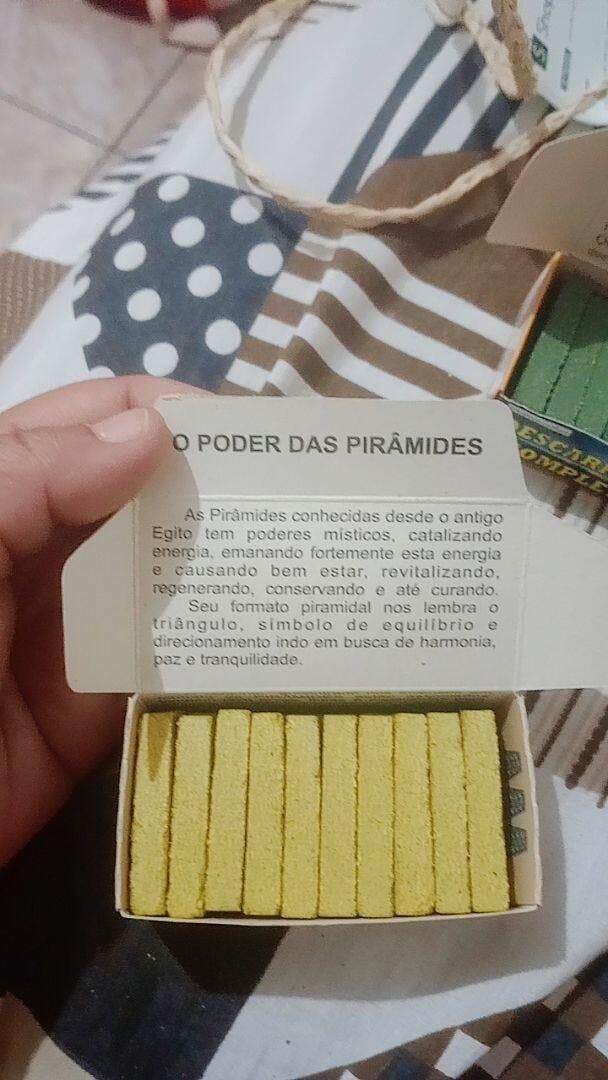 O PODER DAS PIRÂMIDES
As Pirâmides conhecidas desde o antigo
Egito tem poderes místicos, catalizando
energia, emanando fortemente esta energia
e causando bem estar, revitalizando,
regenerando, conservando e até curando.
Seu formato piramidal nos lembra o
triângulo, símbolo de equilíbrio e
direcionamento indo em busca de harmonia,
paz e tranquilidade.